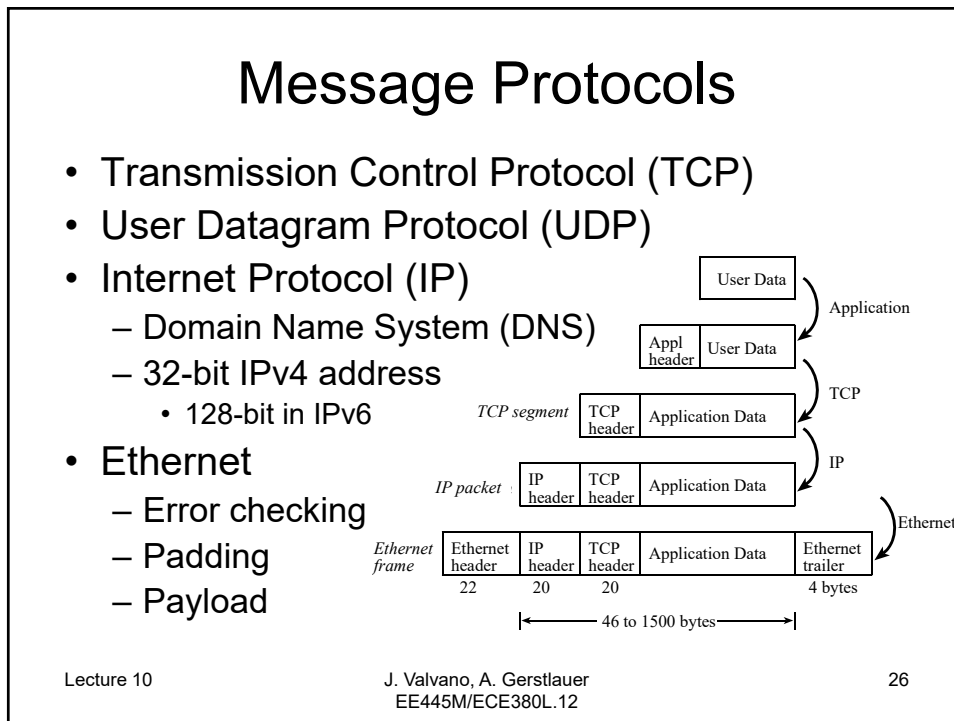 Message Protocols
• Transmission Control Protocol (TCP)
• User Datagram Protocol (UDP)
• Internet Protocol (IP)
– Domain Name System (DNS)
– 32-bit IPv4 address
• 128-bit in IPv6
• Ethernet
– Error checking
– Padding
– Payload
User Data
Application
Appl
header
User Data
TCP
TCP segment
TCP
header
Application Data
IP
IP packet
IP
header
TCP
header
Application Data
Ethernet
Ethernet
frame
Ethernet
header
IP
header
TCP
header
Application Data
Ethernet
trailer
22
20
20
4 bytes
46 to 1500 bytes
Lecture 10
J. Valvano, A. Gerstlauer
EE445M/ECE380L.12
26